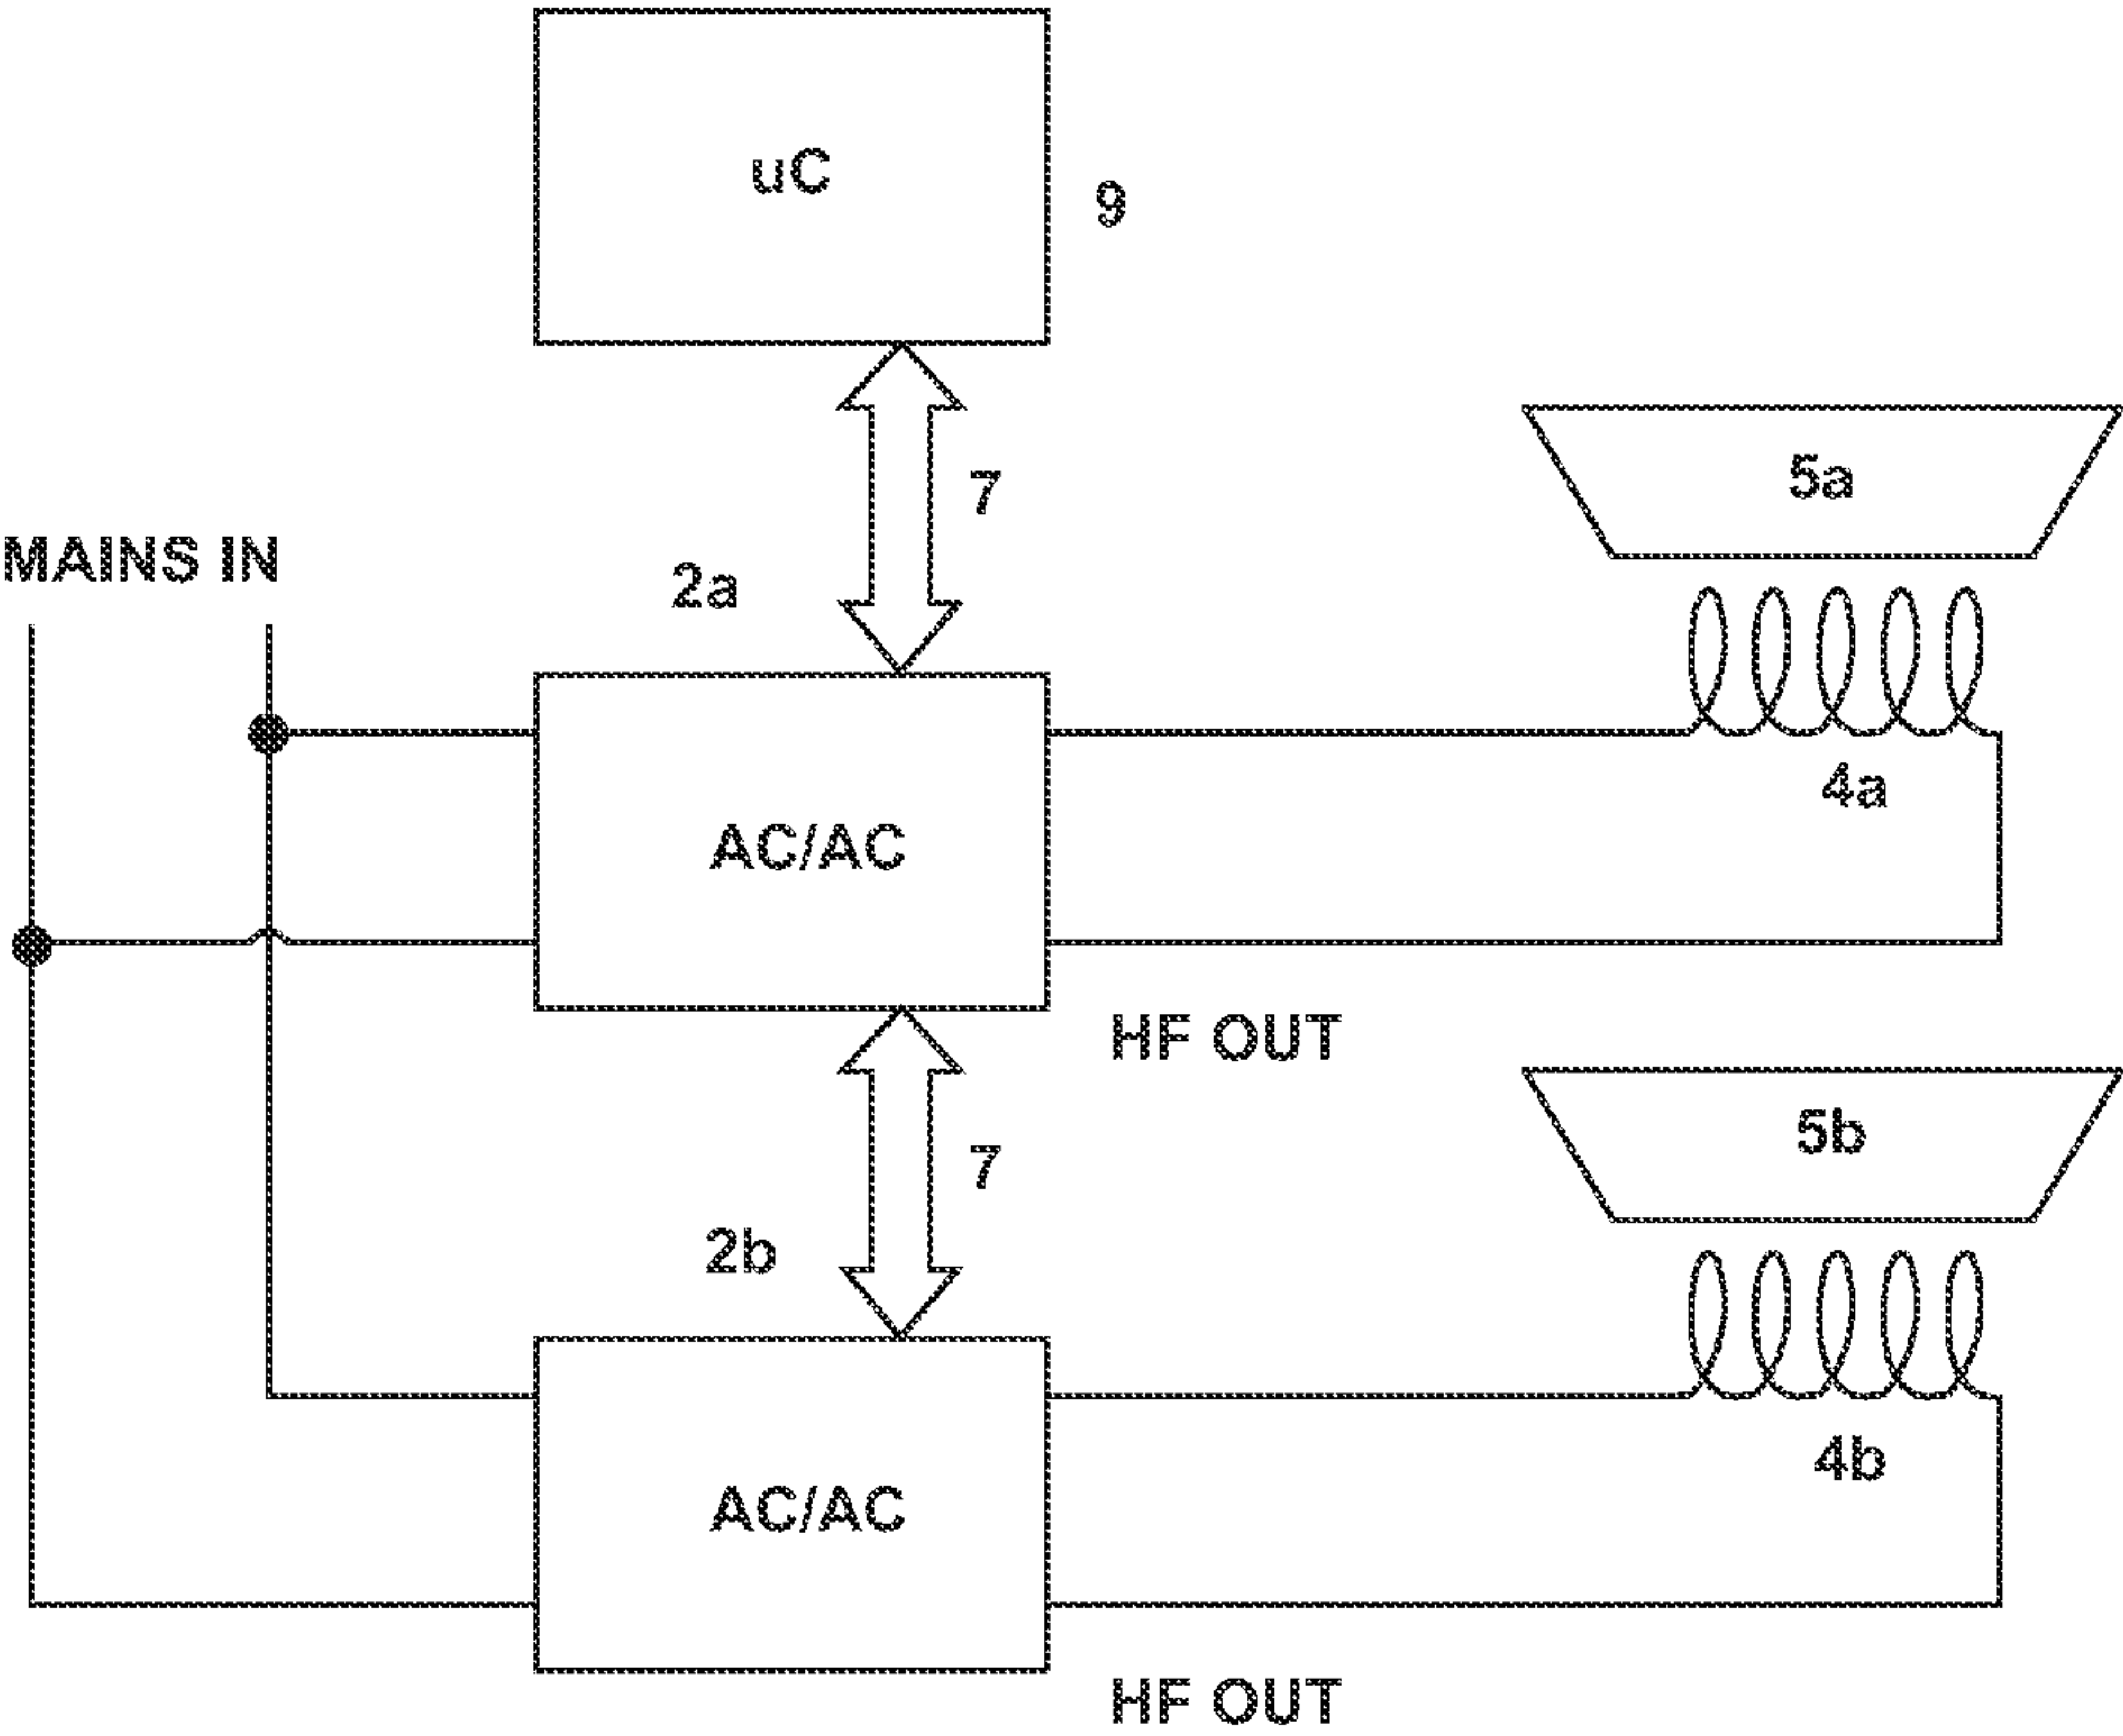 uC
9
7
5a
MAINS IN
2a
4a
AC/AC
HF OUT
7
5b
2b
4b
AC/AC
HF OUT